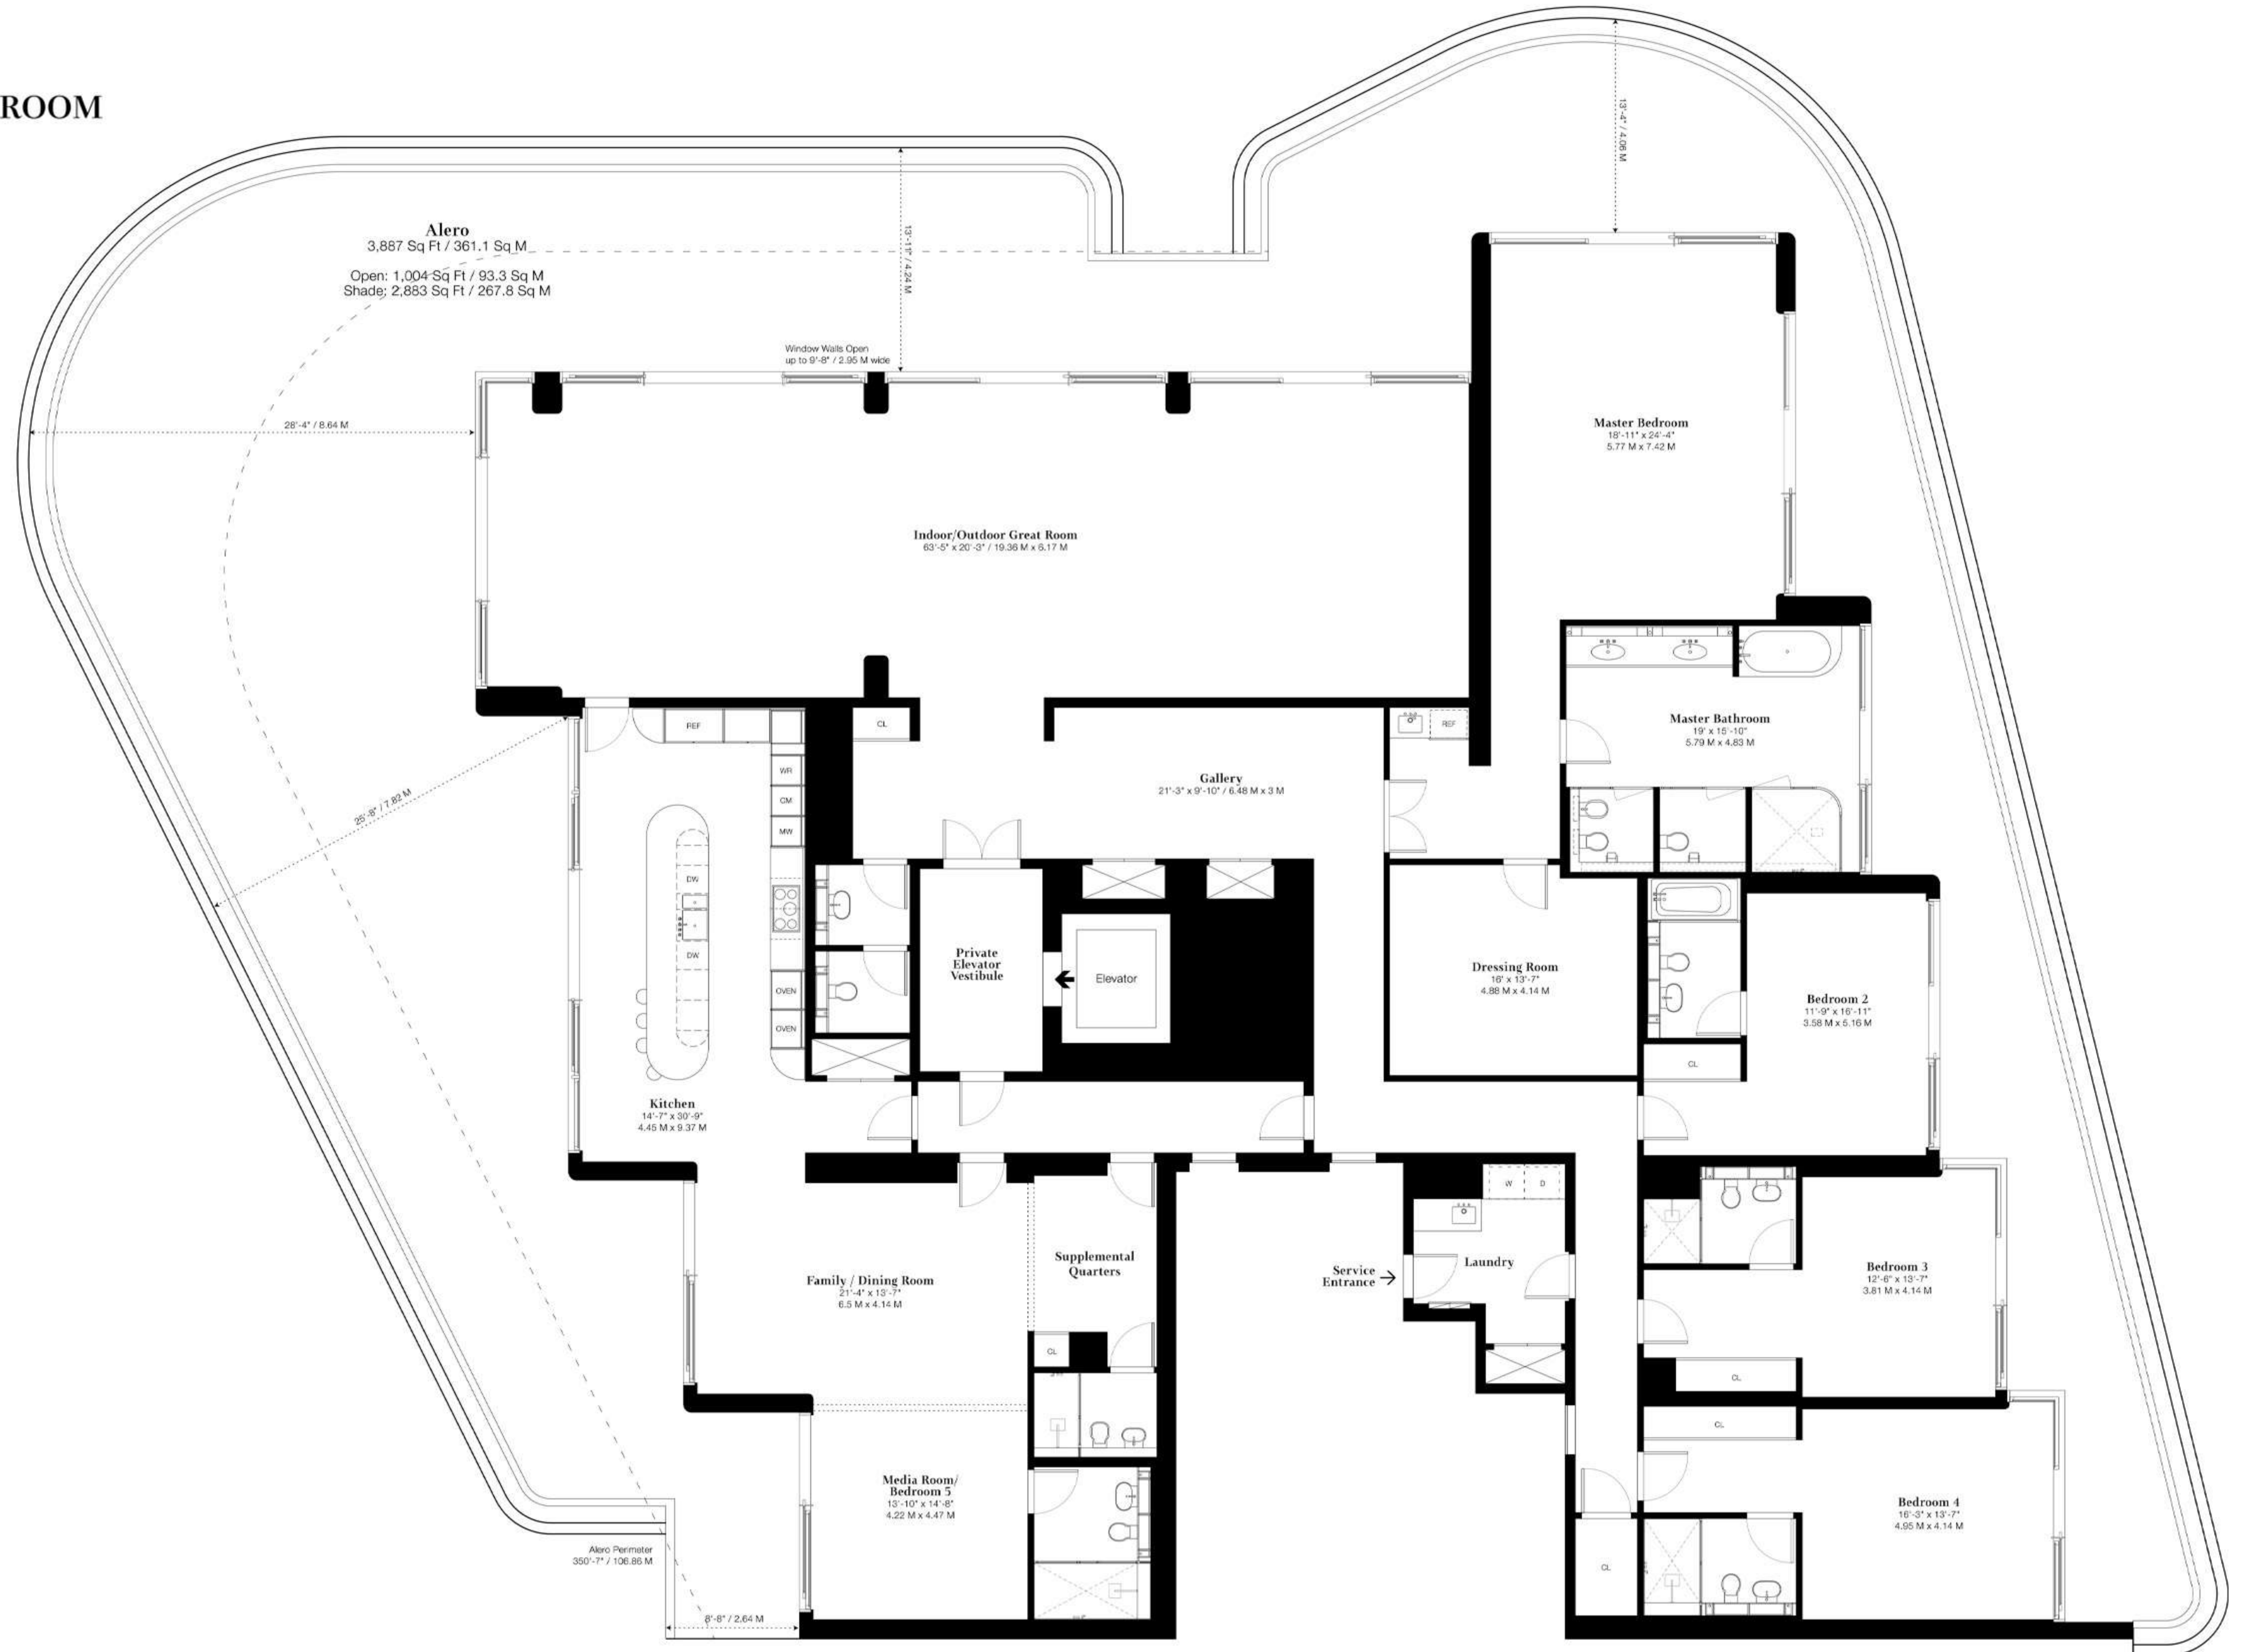 ROOM
Alero
3,887 Sq Ft / 361.1 Sq M
Open: 1,004 Sq Ft / 93.3 Sq M
Shade: 2,883 Sq Ft / 267.8 Sq M
13'-11" / 4.24 M
13'-4" / 4.06 M
Window Walls Open
up to 9'-8" / 2.95 M wide
28'-4" / 8.64 M
Master Bedroom
18'-11" x 24'-4"
5.77 M x 7.42 M
Indoor/Outdoor Great Room
63'-5" x 20'-3" / 19.36 M x 6.17 M
REF
CL
REF
Master Bathroom
19' x 15'-10"
5.79 M x 4.83 M
WR
CM
MW
Gallery
21'-3" x 9'-10" / 6.48 M x 3 M
25'-8" / 7.82 M
DW
DW
OVEN
OVEN
Private
Elevator
Vestibule
Elevator
Dressing Room
16' x 13'-7"
4.88 M x 4.14 M
Bedroom 2
11'-9" x 16'-11"
3.58 M x 5.16 M
CL
Kitchen
14'-7" x 30'-9"
4.45 M x 9.37 M
W
D
Supplemental
Quarters
Service
Entrance
Laundry
Family / Dining Room
21'-4" x 13'-7"
6.5 M x 4.14 M
Bedroom 3
12'-6" x 13'-7"
3.81 M x 4.14 M
CL
CL
CL
Media Room/
Bedroom 5
13'-10" x 14'-8"
4.22 M x 4.47 M
Bedroom 4
16'-3" x 13'-7"
4.95 M x 4.14 M
CL
Alero Perimeter
350'-7" / 106.86 M
8'-8" / 2.64 M